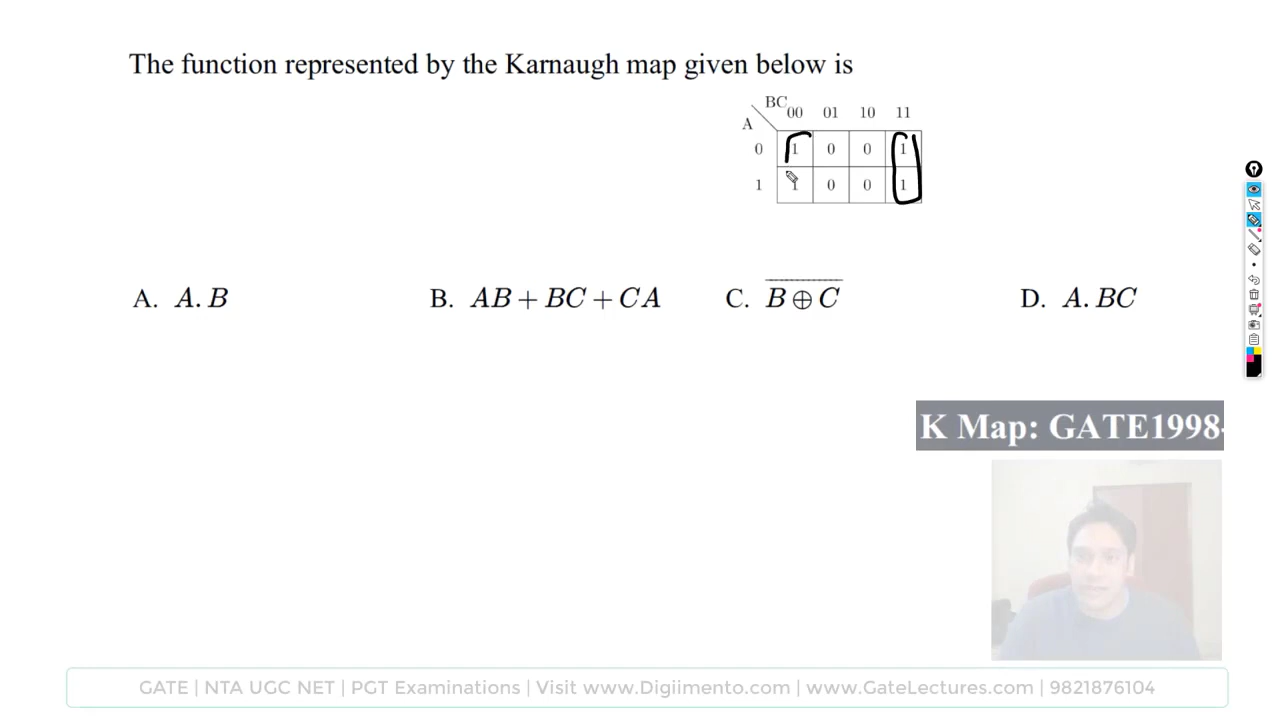 The function represented by the Karnaugh map given below is
BC
A
00 01 10 11
0 1 0 0 1
1 1 0 0 1
A. A. B B. AB + BC + CA C. \overline{B ⊕ C} D. A. BC
K Map: GATE1998-
GATE | NTA UGC NET | PGT Examinations | Visit www.Digiimento.com | www.GateLectures.com | 9821876104